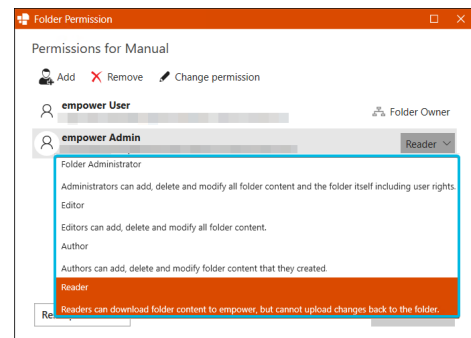 Folder Permission
Permissions for Manual
Add Remove Change permission
empower User
Folder Owner
empower Admin
Reader
Folder Administrator
Administrators can add, delete and modify all folder content and the folder itself including user rights.
Editor
Editors can add, delete and modify all folder content.
Author
Authors can add, delete and modify folder content that they created.
Reader
Readers can download folder content to empower, but cannot upload changes back to the folder.